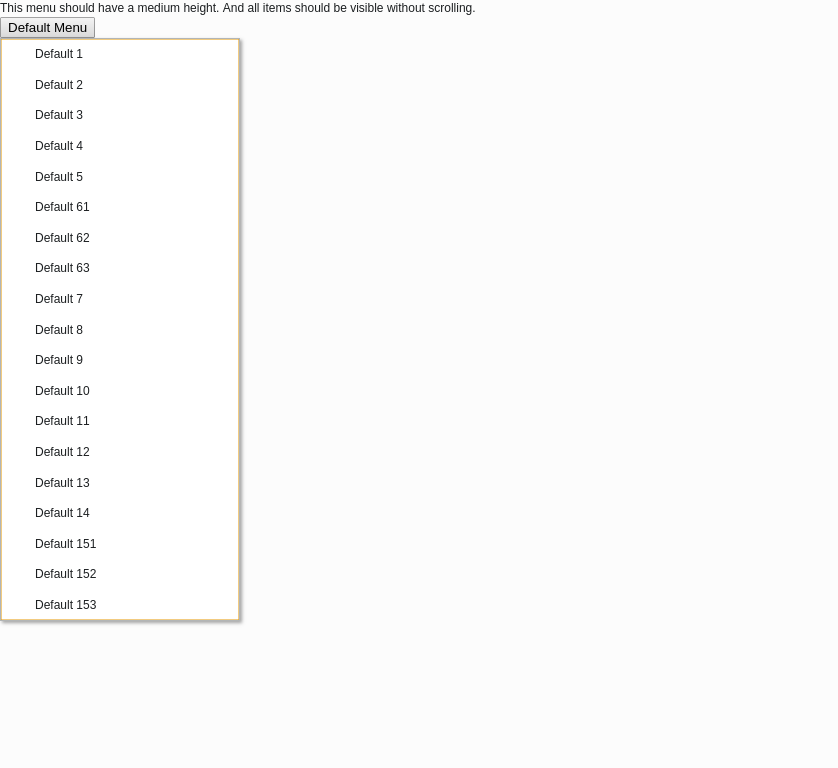 This menu should have a medium height. And all items should be visible without scrolling.
Default Menu
Default 1
Default 2
Default 3
Default 4
Default 5
Default 61
Default 62
Default 63
Default 7
Default 8
Default 9
Default 10
Default 11
Default 12
Default 13
Default 14
Default 151
Default 152
Default 153